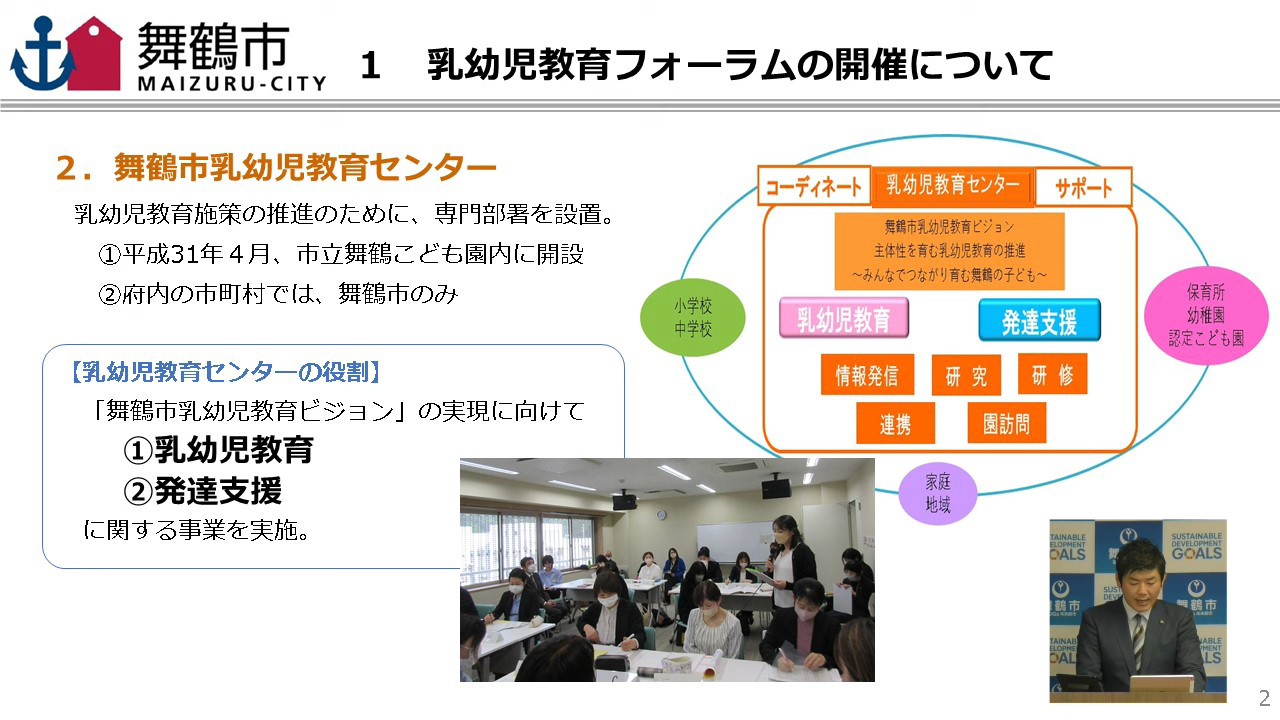 舞鶴市
MAIZURU-CITY
1 乳幼児教育フォーラムの開催について
2．舞鶴市乳幼児教育センター
乳幼児教育施策の推進のために、専門部署を設置。
①平成31年４月、市立舞鶴こども園内に開設
②府内の市町村では、舞鶴市のみ
【乳幼児教育センターの役割】
「舞鶴市乳幼児教育ビジョン」の実現に向けて
①乳幼児教育
②発達支援
に関する事業を実施。
コーディネート
乳幼児教育センター
サポート
舞鶴市乳幼児教育ビジョン
主体性を育む乳幼児教育の推進
～みんなでつながり育む舞鶴の子ども～
小学校
中学校
乳幼児教育
発達支援
保育所
幼稚園
認定こども園
情報発信
研 究
研 修
連携
園訪問
家庭
地域
STAINABLE
VELOPMENT
GOALS
舞鶴市
SUSTAINABLE
DEVELOPMENT
GOALS
舞鶴市
舞鶴市
2